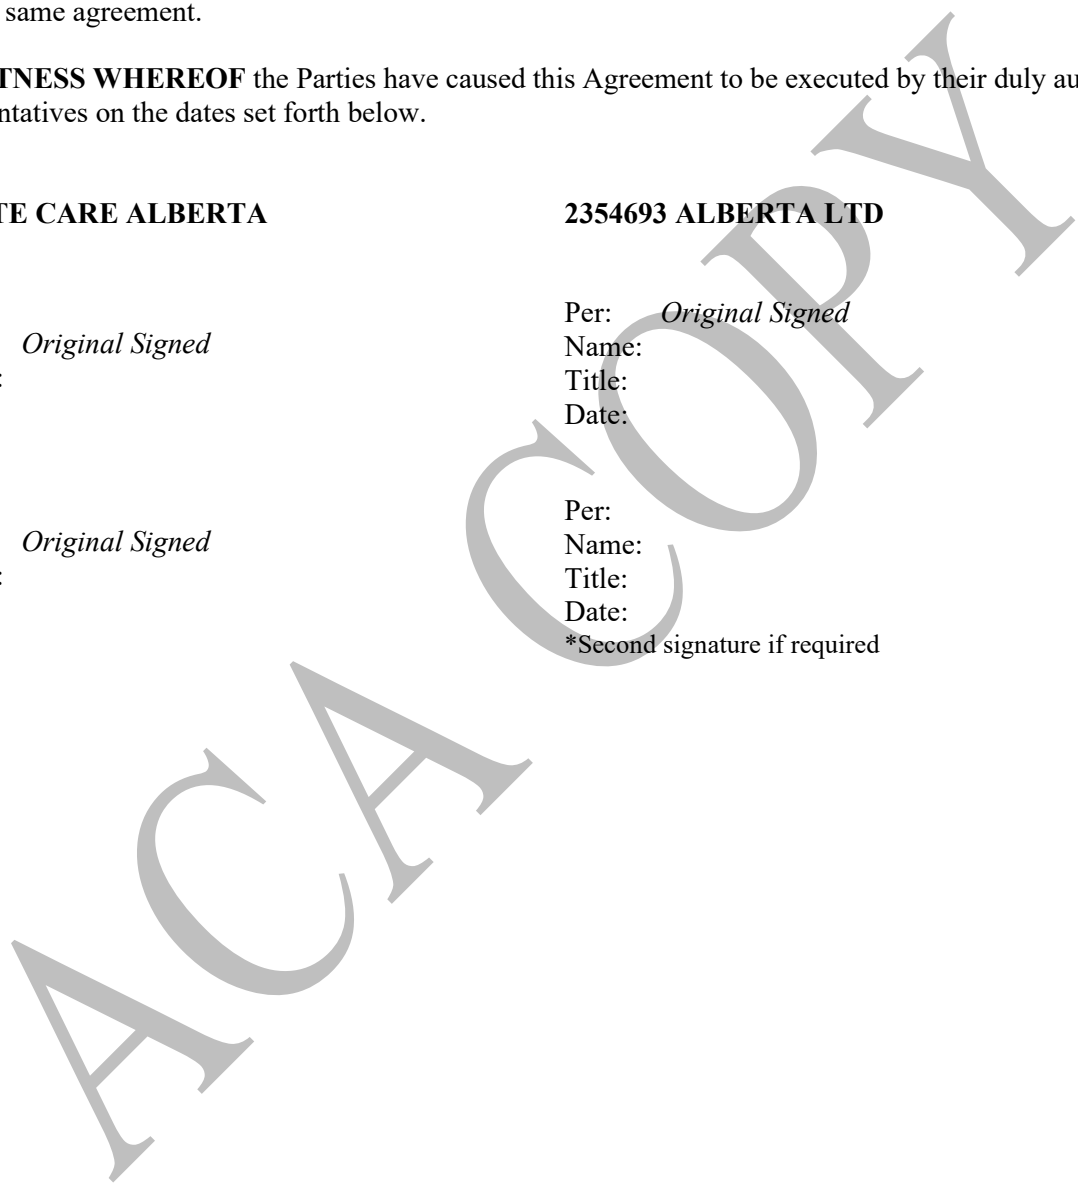 same agreement.
TNESS WHEREOF the Parties have caused this Agreement to be executed by their duly au
ntatives on the dates set forth below.
TE CARE ALBERTA
Original Signed
:
Original Signed
:
2354693 ALBERTA LTD
Per: Original Signed
Name:
Title:
Date:
Per:
Name:
Title:
Date:
*Second signature if required
ACA COPY